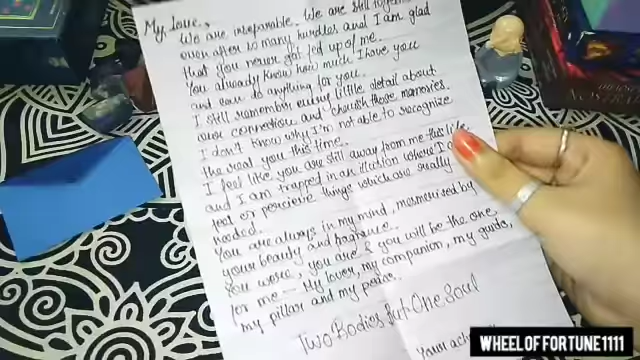 My love,
We are inseparable. We are still together
even after so many hurdles and I am glad
that you never got fed up of me.
You already know how much I love you
and can do anything for you.
I still remember every little detail about
our connection and cherish those memories.
I don't know why I'm not able to recognize
the real you this time.
I feel like, you are still away from me this life
and I am trapped in an illution where I
feel or percieve things which are really
needed.
You are always in my mind, mesmerised by
your beauty and fragrance.
You were, you are & you will be the one
for me — My lover, my companion, my guide,
my pillar and my peace.
Two Bodies But One Soul
Your
WHEEL OF FORTUNE1111